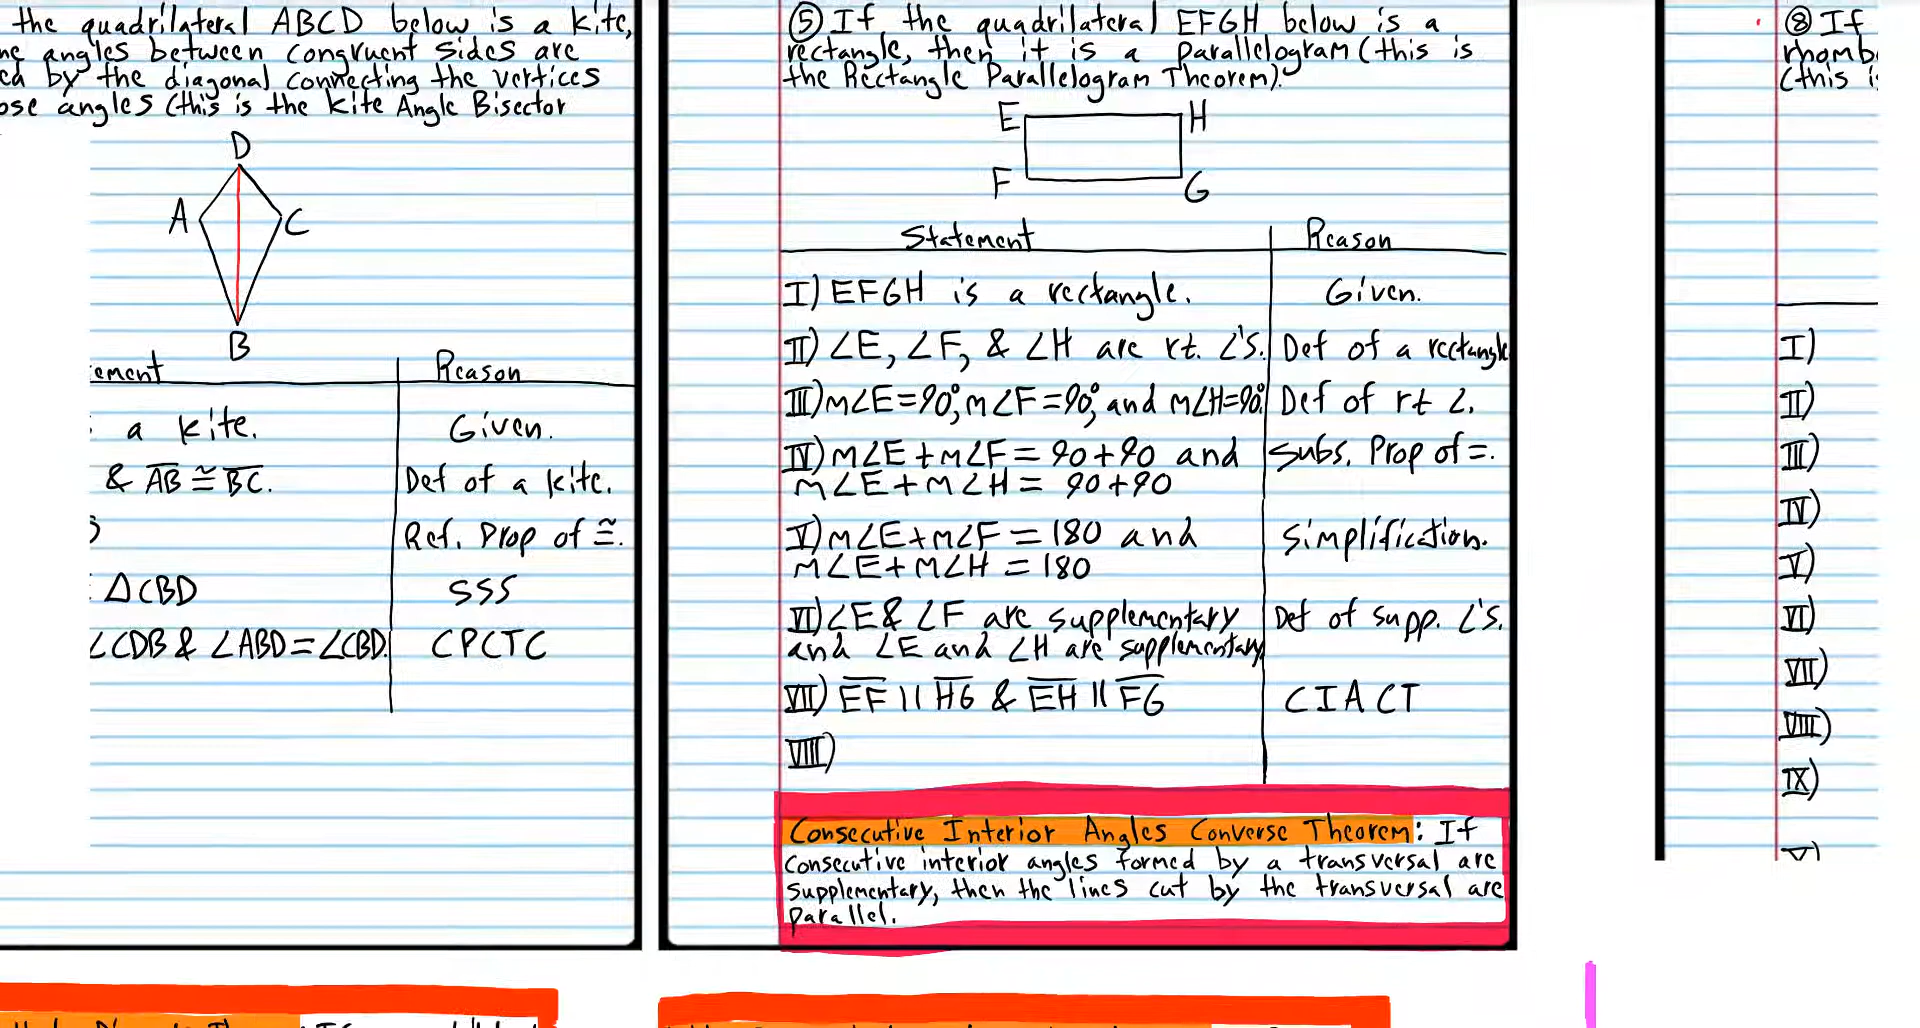 the quadrilateral ABCD below is a kite,
angles between congruent sides are
by the diagonal connecting the vertices
angles (this is the kite Angle Bisector
D
A
C
B
Reason
a kite.
Given.
& AB ≅ BC.
Def of a kite.
Ref. Prop of ≅.
△CBD
SSS
∠CDB & ∠ABD = ∠CBD.
CPCTC
⑤ If the quadrilateral EFGH below is a
rectangle, then it is a parallelogram (this is
the Rectangle Parallelogram Theorem).
E
H
F
G
Statement
Reason
I) EFGH is a rectangle.
Given.
II) ∠E, ∠F, & ∠H are rt. ∠'s.
Def of a rectangle
III) m∠E=90°, m∠F=90°, and m∠H=90°.
Def of rt ∠.
IV) m∠E+m∠F = 90+90 and
Subs. Prop of =.
m∠E+m∠H = 90+90
V) m∠E+m∠F = 180 and
Simplification.
m∠E+m∠H = 180
VI) ∠E & ∠F are supplementary
Def of supp. ∠'s.
and ∠E and ∠H are supplementary.
VII) EF || HG & EH || FG
CIACT
VIII)
Consecutive Interior Angles Converse Theorem: If
consecutive interior angles formed by a transversal are
supplementary, then the lines cut by the transversal are
parallel.
⑧ If
(this
I)
II)
III)
IV)
V)
VI)
VII)
VIII)
IX)